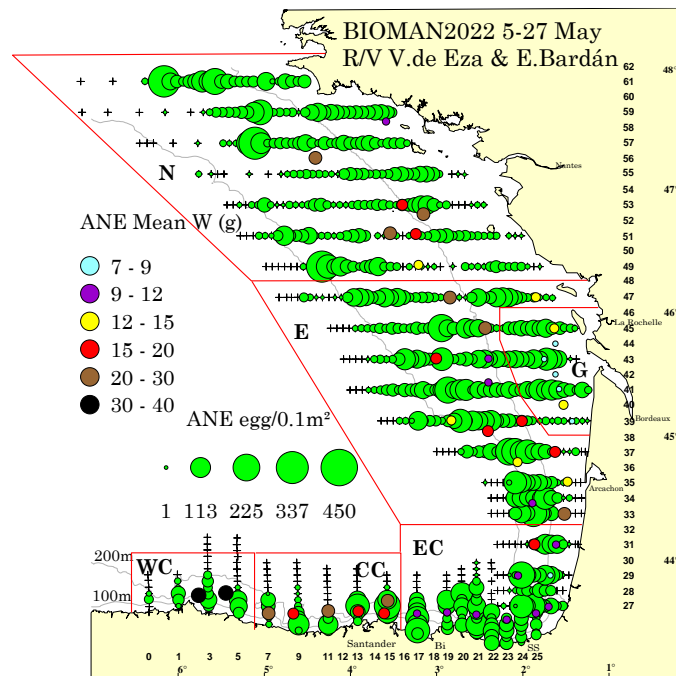 BIOMAN2022 5-27 May
R/V V.de Eza & E.Bardán
62
48°
61
60
59
58
57
56
Nantes
N
55
54
47°
53
52
ANE Mean W (g)
51
50
7 - 9
49
9 - 12
48
47
12 - 15
46
46°
E
La Rochelle
45
15 - 20
44
20 - 30
43
G
42
30 - 40
41
40
ANE egg/0.1m²
39
Bordeaux
38
45°
37
36
35
Arcachon
34
1 113 225 337 450
33
32
EC
31
200m
WC
CC
30
44°
29
28
100m
27
Santander
Bi
SS
0 1 3 5 7 9 11 12 13 14 15 16 17 18 19 20 21 22 23 24 25
6° 5° 4° 3° 2° 1°